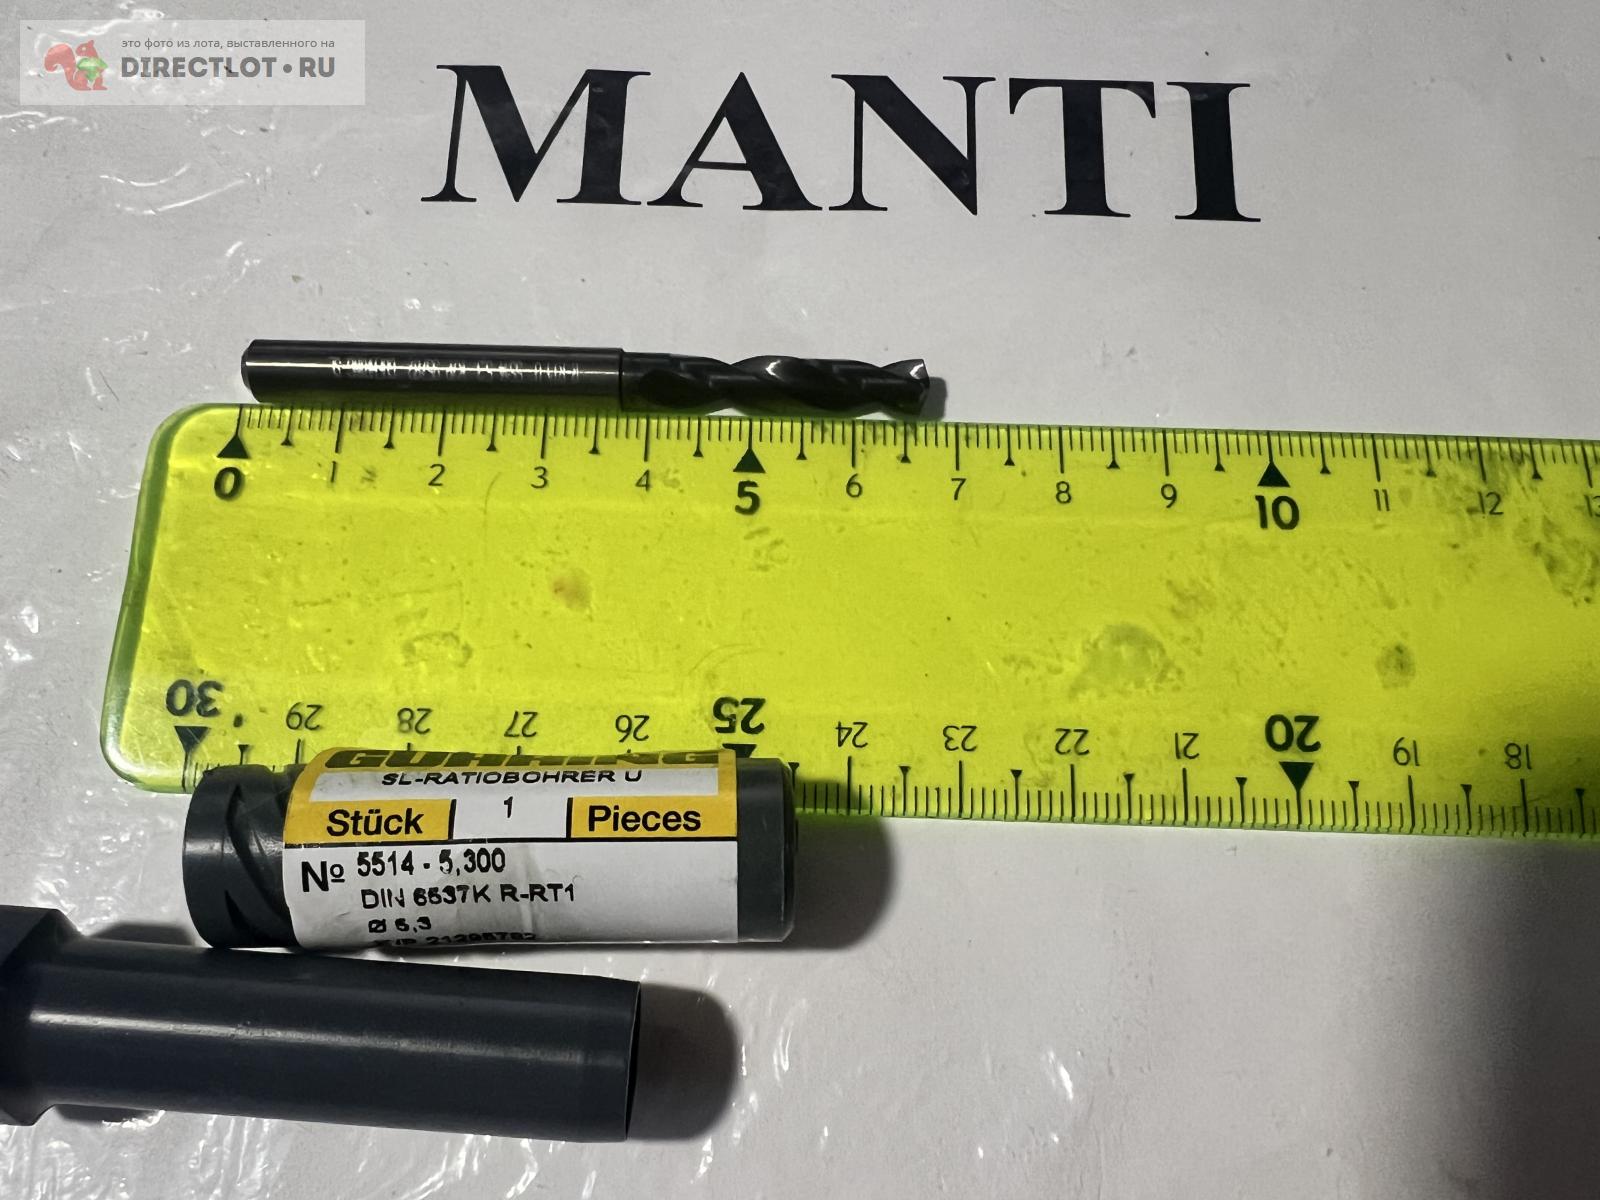 это фото из лота, выставленного на
DIRECTLOT.RU
MANTI
0 1 2 3 4 5 6 7 8 9 10 11 12 13
30 29 28 27 26 25 24 23 22 21 20 19 18
GUHRING
SL-RATIOBOHRER U
Stück 1 Pieces
Nº 5514 - 5,300
DIN 6537K R-RT1
Ø 5,3